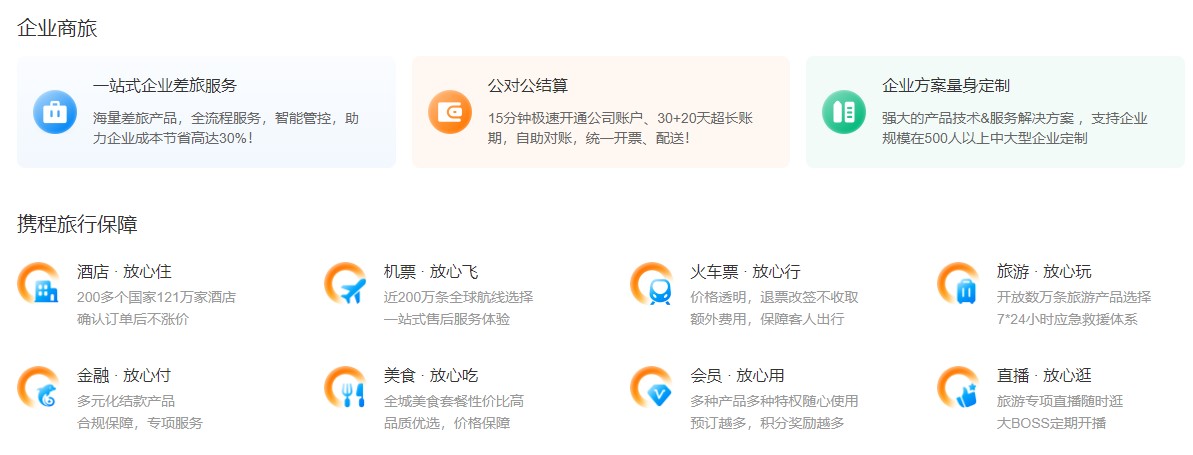 企业商旅
一站式企业差旅服务
海量差旅产品，全流程服务，智能管控，助
力企业成本节省高达30%！
公对公结算
15分钟极速开通公司账户、30+20天超长账
期，自助对账，统一开票、配送！
企业方案量身定制
强大的产品技术&服务解决方案 ，支持企业
规模在500人以上中大型企业定制
携程旅行保障
酒店 · 放心住
200多个国家121万家酒店
确认订单后不涨价
机票 · 放心飞
近200万条全球航线选择
一站式售后服务体验
火车票 · 放心行
价格透明，退票改签不收取
额外费用，保障客人出行
旅游 · 放心玩
开放数万条旅游产品选择
7*24小时应急救援体系
金融 · 放心付
多元化结款产品
合规保障，专项服务
美食 · 放心吃
全城美食套餐性价比高
品质优选，价格保障
会员 · 放心用
多种产品多种特权随心使用
预订越多，积分奖励越多
直播 · 放心逛
旅游专项直播随时逛
大BOSS定期开播